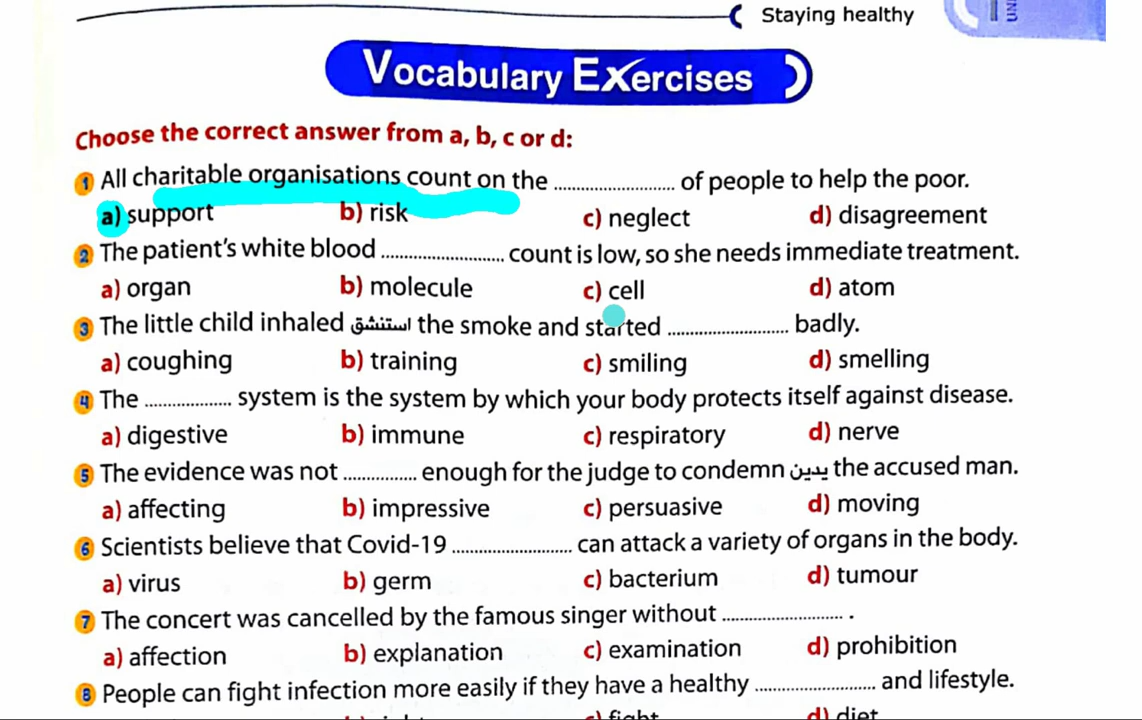 Staying healthy
UNI
Vocabulary Exercises
Choose the correct answer from a, b, c or d:
1 All charitable organisations count on the ........................ of people to help the poor.
a) support b) risk c) neglect d) disagreement
2 The patient's white blood ........................ count is low, so she needs immediate treatment.
a) organ b) molecule c) cell d) atom
3 The little child inhaled استنشق the smoke and started ........................ badly.
a) coughing b) training c) smiling d) smelling
4 The ................. system is the system by which your body protects itself against disease.
a) digestive b) immune c) respiratory d) nerve
5 The evidence was not ............... enough for the judge to condemn يدين the accused man.
a) affecting b) impressive c) persuasive d) moving
6 Scientists believe that Covid-19 ........................ can attack a variety of organs in the body.
a) virus b) germ c) bacterium d) tumour
7 The concert was cancelled by the famous singer without ........................ .
a) affection b) explanation c) examination d) prohibition
8 People can fight infection more easily if they have a healthy ........................ and lifestyle.
c) fight d) diet